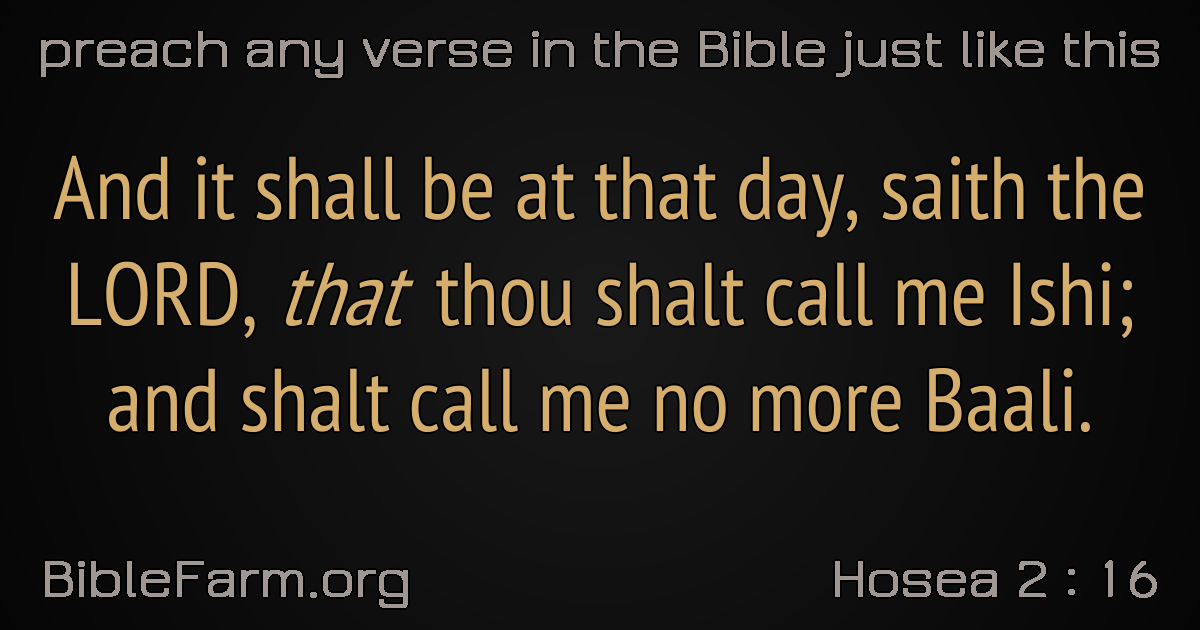 preach any verse in the Bible just like this
And it shall be at that day, saith the
LORD, that thou shalt call me Ishi;
and shalt call me no more Baali.
BibleFarm.org
Hosea 2 : 16